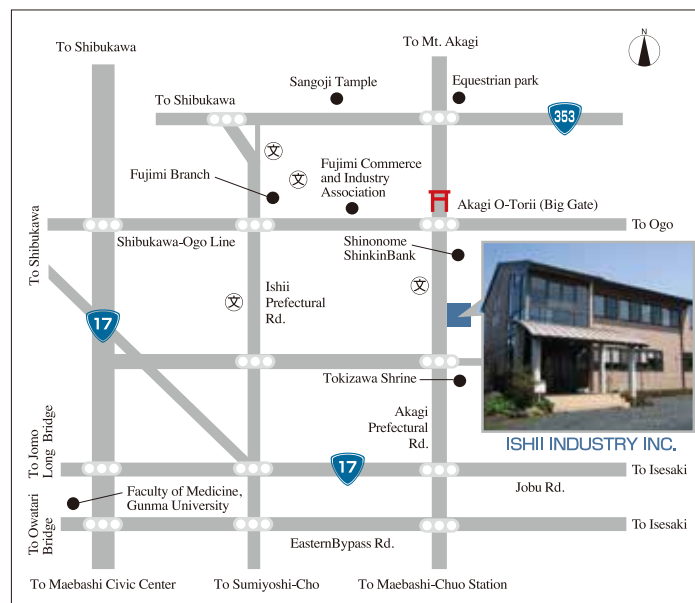 To Shibukawa
To Mt. Akagi
Sangoji Tample
Equestrian park
To Shibukawa
353
文
Fujimi Branch
文
Fujimi Commerce
and Industry
Association
Akagi O-Torii (Big Gate)
To Ogo
Shibukawa-Ogo Line
Shinonome
ShinkinBank
To Shibukawa
文
文
Ishii
Prefectural
Rd.
17
Tokizawa Shrine
Akagi
Prefectural
Rd.
ISHII INDUSTRY INC.
To Jomo
Long Bridge
17
To Isesaki
Jobu Rd.
Faculty of Medicine,
Gunma University
To Owatari
Bridge
To Isesaki
EasternBypass Rd.
To Maebashi Civic Center
To Sumiyoshi-Cho
To Maebashi-Chuo Station